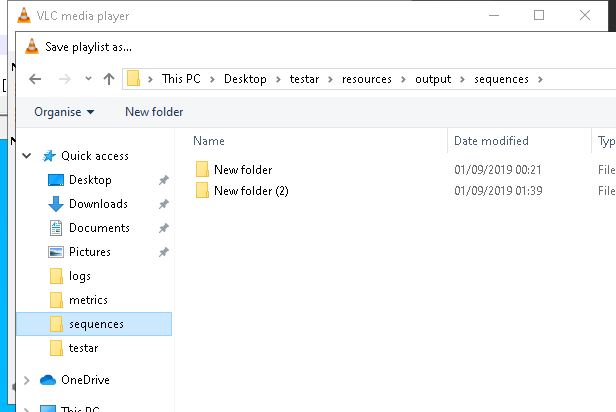 VLC media player
Save playlist as...
This PC > Desktop > testar > resources > output > sequences >
Organise New folder
Name Date modified Typ
Quick access
New folder 01/09/2019 00:21 File
New folder (2) 01/09/2019 01:39 File
Desktop
Downloads
Documents
Pictures
logs
metrics
sequences
testar
OneDrive
This PC